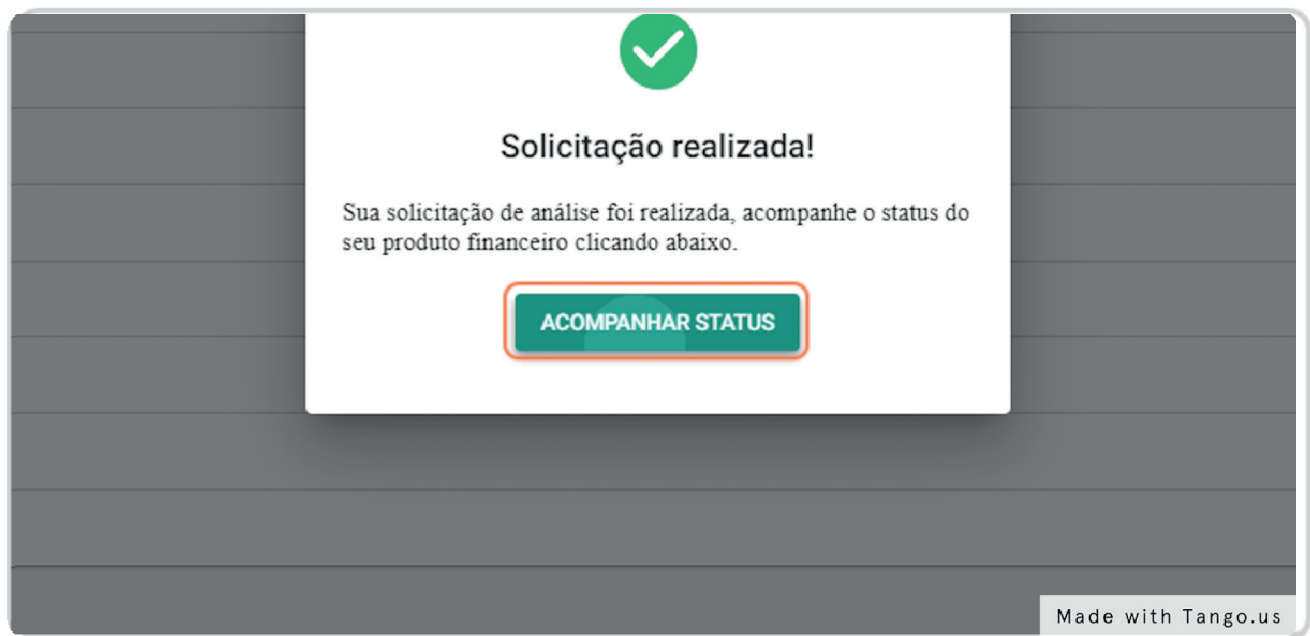 Solicitação realizada!
Sua solicitação de análise foi realizada, acompanhe o status do
seu produto financeiro clicando abaixo.
ACOMPANHAR STATUS
Made with Tango.us